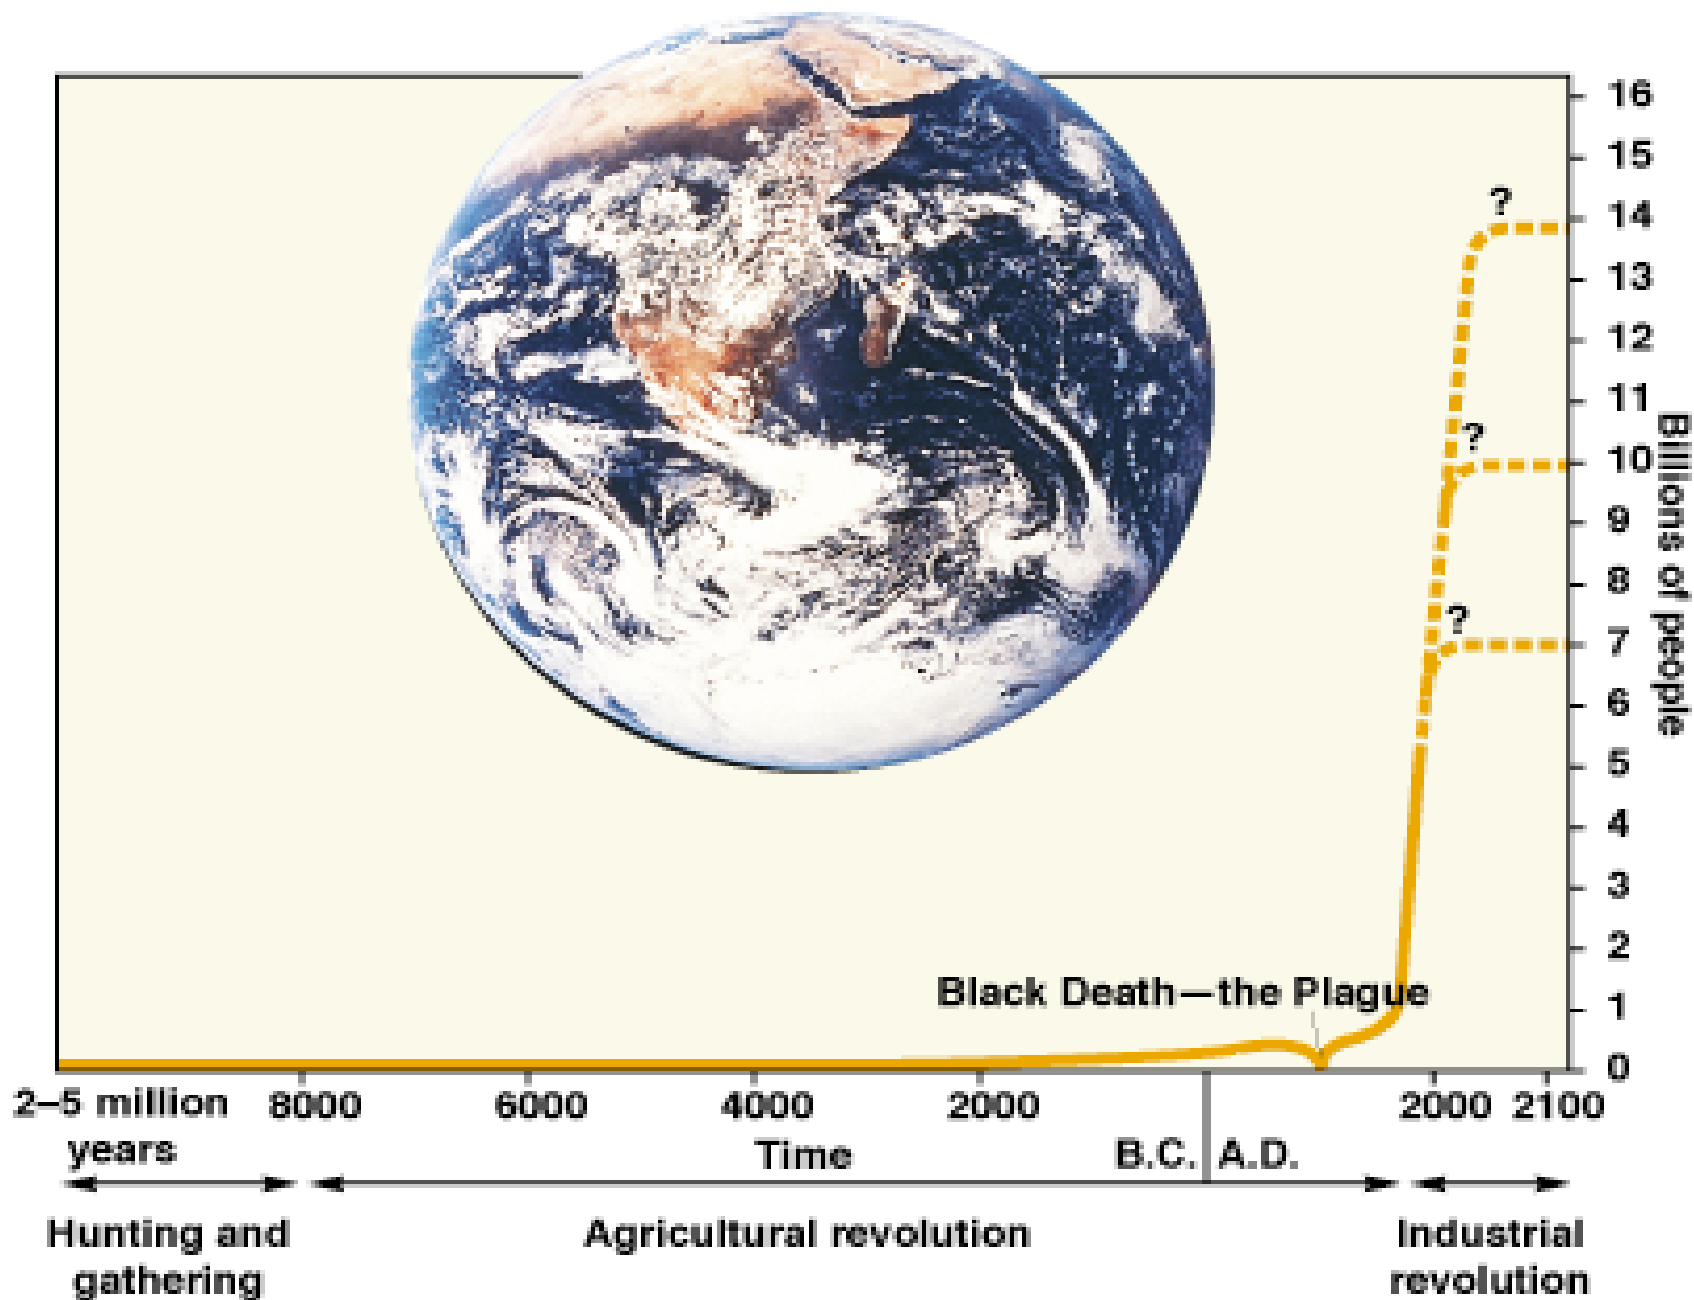 16
15
?
14
13
12
11
?
10
9
8
?
7
6
5
4
3
2
1
0
Billions of people
Black Death—the Plague
2–5 million
years
8000
6000
4000
2000
2000
2100
Time
B.C.
A.D.
Hunting and
gathering
Agricultural revolution
Industrial
revolution